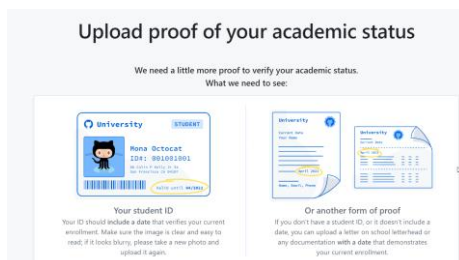 Upload proof of your academic status
We need a little more proof to verify your academic status.
What we need to see:
University
STUDENT
Mona Octocat
ID#: 001001001
Your student ID
Your ID should include a date that verifies your current
enrollment. Make sure the image is clear and easy to
read; if it looks blurry, please take a new photo and
upload it again.
University
University
Or another form of proof
If you don't have a student ID, or it doesn't include a
date, you can upload a letter on school letterhead or
any documentation with a date that demonstrates
your current enrollment.